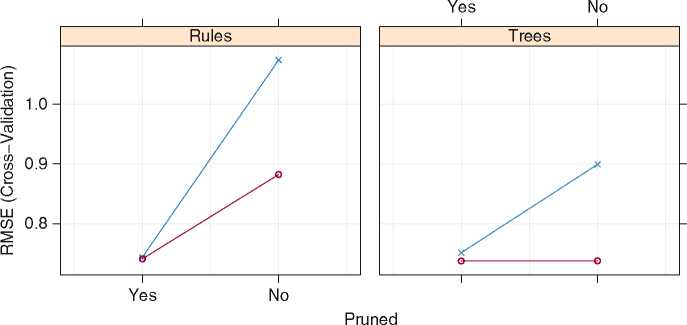 Yes No
Rules Trees
RMSE (Cross−Validation)
1.0
0.9
0.8
Yes No
Pruned